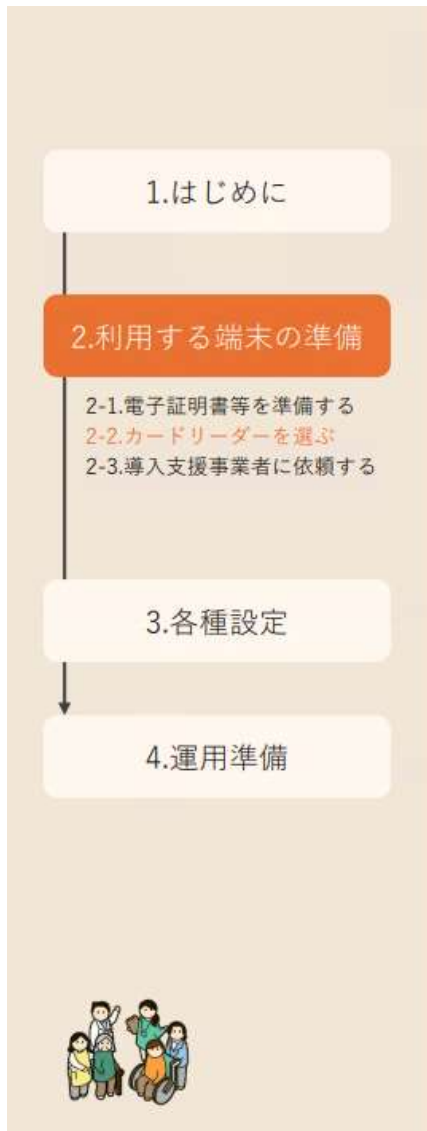 1.はじめに
2.利用する端末の準備
2-1.電子証明書等を準備する
2-2.カードリーダーを選ぶ
2-3.導入支援事業者に依頼する
3.各種設定
4.運用準備